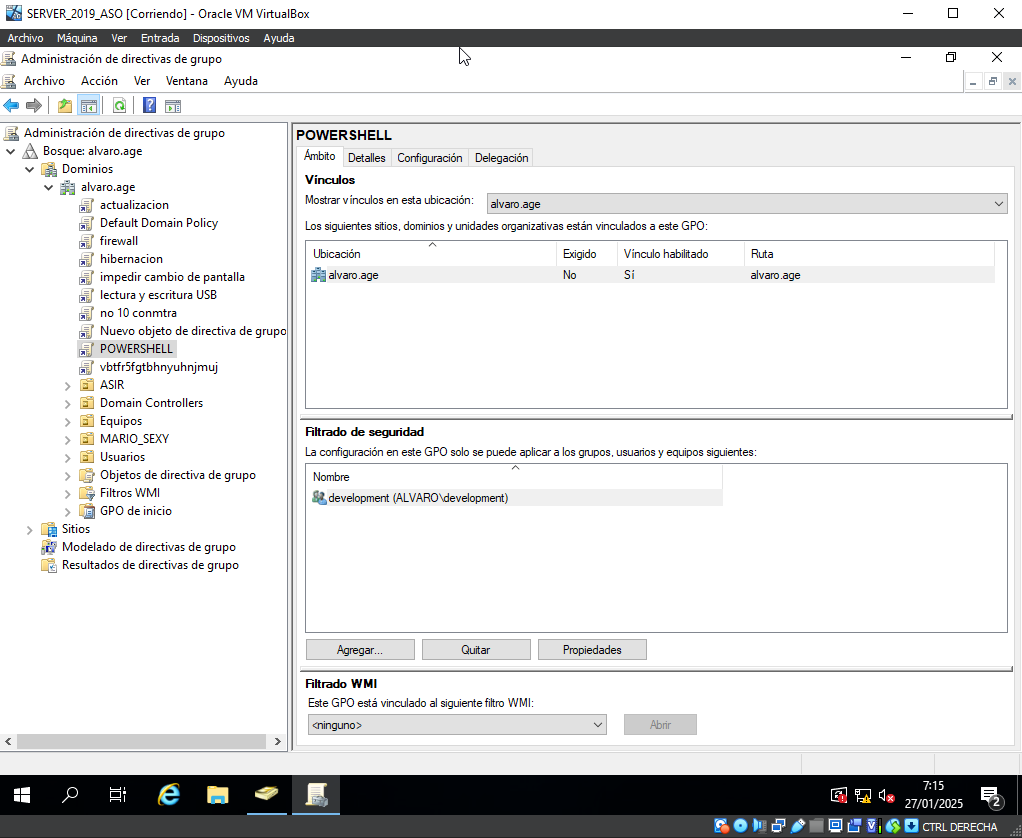 SERVER_2019_ASO [Corriendo] - Oracle VM VirtualBox
Archivo Máquina Ver Entrada Dispositivos Ayuda
Administración de directivas de grupo
Archivo Acción Ver Ventana Ayuda
Administración de directivas de grupo
Bosque: alvaro.age
Dominios
alvaro.age
actualizacion
Default Domain Policy
firewall
hibernacion
impedir cambio de pantalla
lectura y escritura USB
no 10 conmtra
Nuevo objeto de directiva de grupo
POWERSHELL
vbtfr5fgtbhnyuhnjmuj
ASIR
Domain Controllers
Equipos
MARIO_SEXY
Usuarios
Objetos de directiva de grupo
Filtros WMI
GPO de inicio
Sitios
Modelado de directivas de grupo
Resultados de directivas de grupo
POWERSHELL
Ámbito Detalles Configuración Delegación
Vínculos
Mostrar vínculos en esta ubicación: alvaro.age
Los siguientes sitios, dominios y unidades organizativas están vinculados a este GPO:
Ubicación Exigido Vínculo habilitado Ruta
alvaro.age No Sí alvaro.age
Filtrado de seguridad
La configuración en este GPO solo se puede aplicar a los grupos, usuarios y equipos siguientes:
Nombre
development (ALVARO\development)
Agregar... Quitar Propiedades
Filtrado WMI
Este GPO está vinculado al siguiente filtro WMI:
<ninguno> Abrir
7:15
27/01/2025
2
CTRL DERECHA